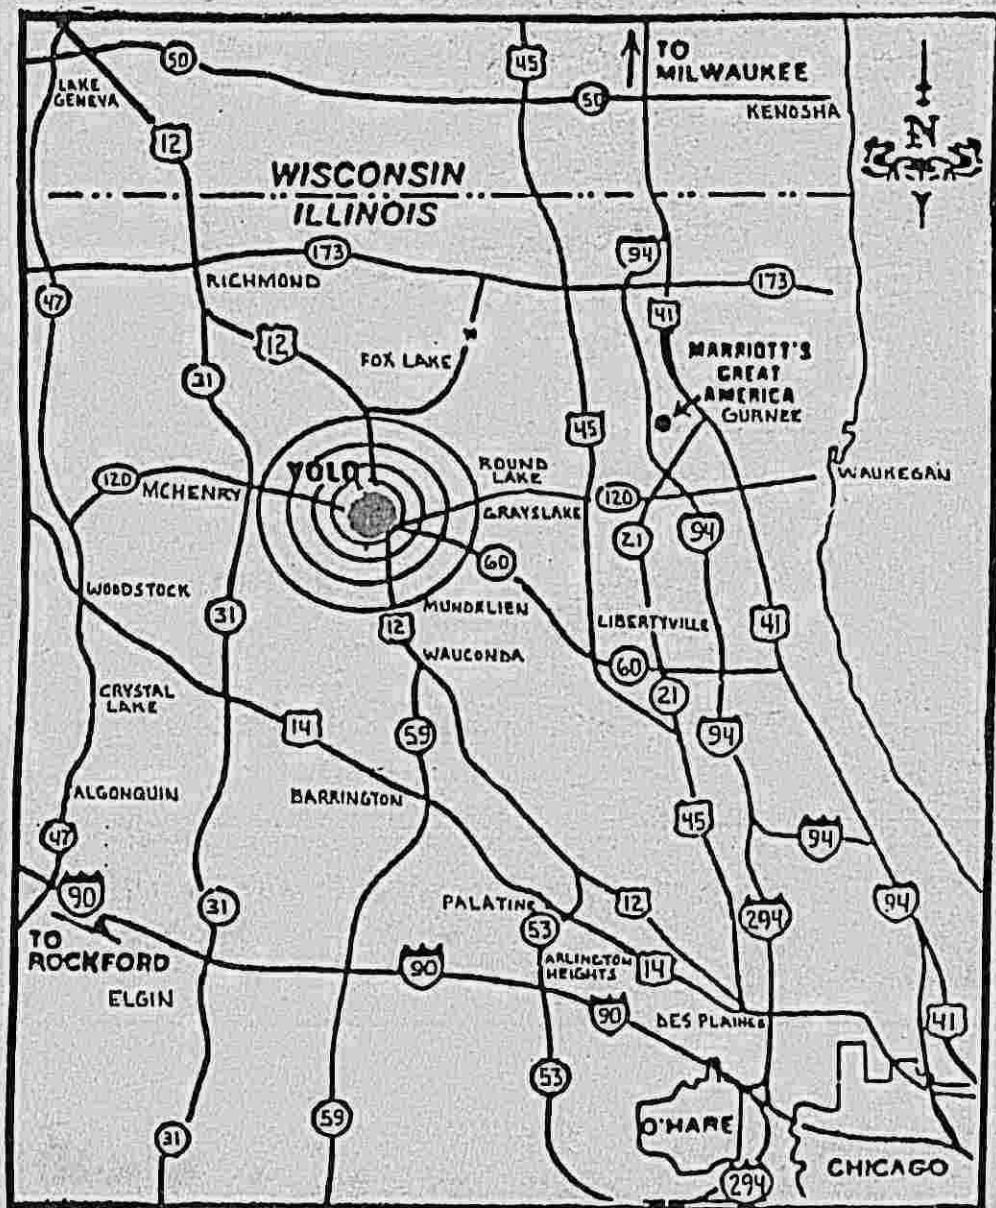 45
TO
MILWAUKEE
50
LAKE
GENEVA
50
KENOSHA
12
N
WISCONSIN
ILLINOIS
173
94
RICHMOND
173
47
41
12
FOX LAKE
MARRIOTT'S
GREAT
AMERICA
GURNEE
31
45
VOLO
ROUND
LAKE
WAUKEGAN
120
MCHENRY
120
GRAYSLAKE
94
21
60
WOODSTOCK
MUNDELIEN
31
12
LIBERTYVILLE
41
WAUCONDA
60
CRYSTAL
LAKE
21
14
59
94
ALGONQUIN
BARRINGTON
45
47
94
90
PALATINE
12
94
31
53
294
TO
ROCKFORD
ARLINGTON
HEIGHTS
14
90
ELGIN
90
DES PLAINES
41
53
59
O'HARE
31
CHICAGO
294